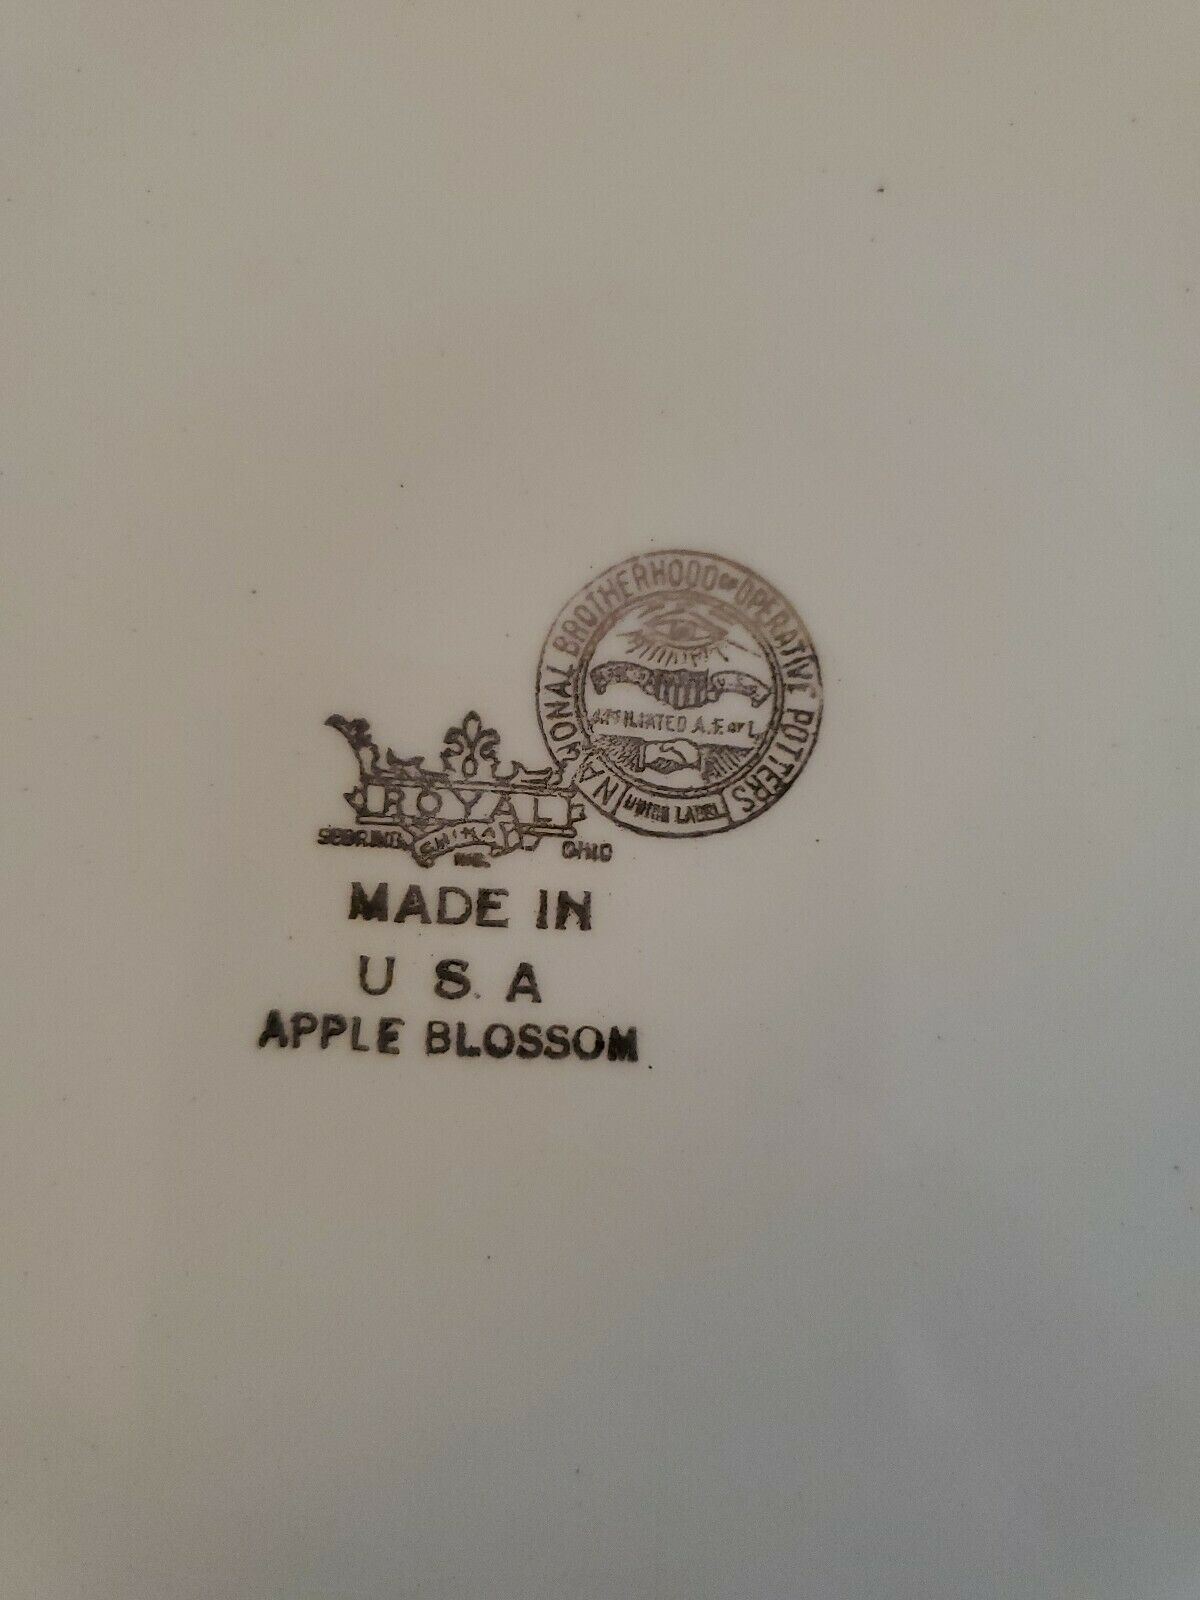 NATIONAL BROTHERHOOD OF OPERATIVE POTTERS
AFFILIATED A.F. OF L.
UNION LABEL
ROYAL
CHINA
SEBRING OHIO
INC.
MADE IN
U S. A
APPLE BLOSSOM